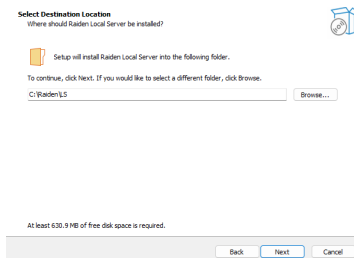 Select Destination Location
Where should Raiden Local Server be installed?
Setup will install Raiden Local Server into the following folder.
To continue, click Next. If you would like to select a different folder, click Browse.
C:\Raiden\LS
Browse...
At least 630.9 MB of free disk space is required.
Back
Next
Cancel